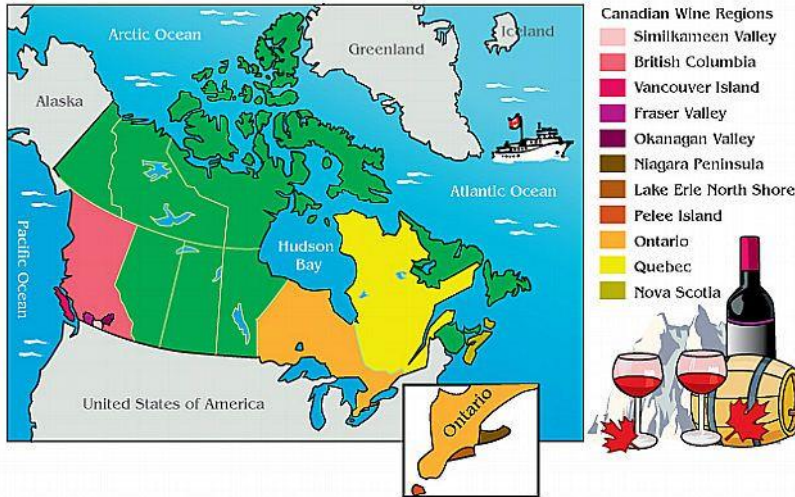 Arctic Ocean
Greenland
Iceland
Alaska
Atlantic Ocean
Hudson
Bay
Pacific Ocean
United States of America
Ontario
Canadian Wine Regions
Similkameen Valley
British Columbia
Vancouver Island
Fraser Valley
Okanagan Valley
Niagara Peninsula
Lake Erie North Shore
Pelee Island
Ontario
Quebec
Nova Scotia